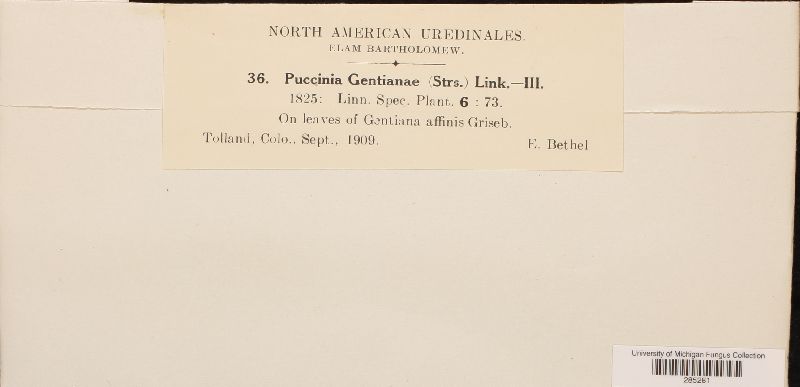 NORTH AMERICAN UREDINALES.
ELAM BARTHOLOMEW.
36. Puccinia Gentianae (Strs.) Link.—III.
1825: Linn. Spec. Plant. 6 : 73.
On leaves of Gentiana affinis Griseb.
Tolland, Colo., Sept., 1909. E. Bethel
University of Michigan Fungus Collection
285261